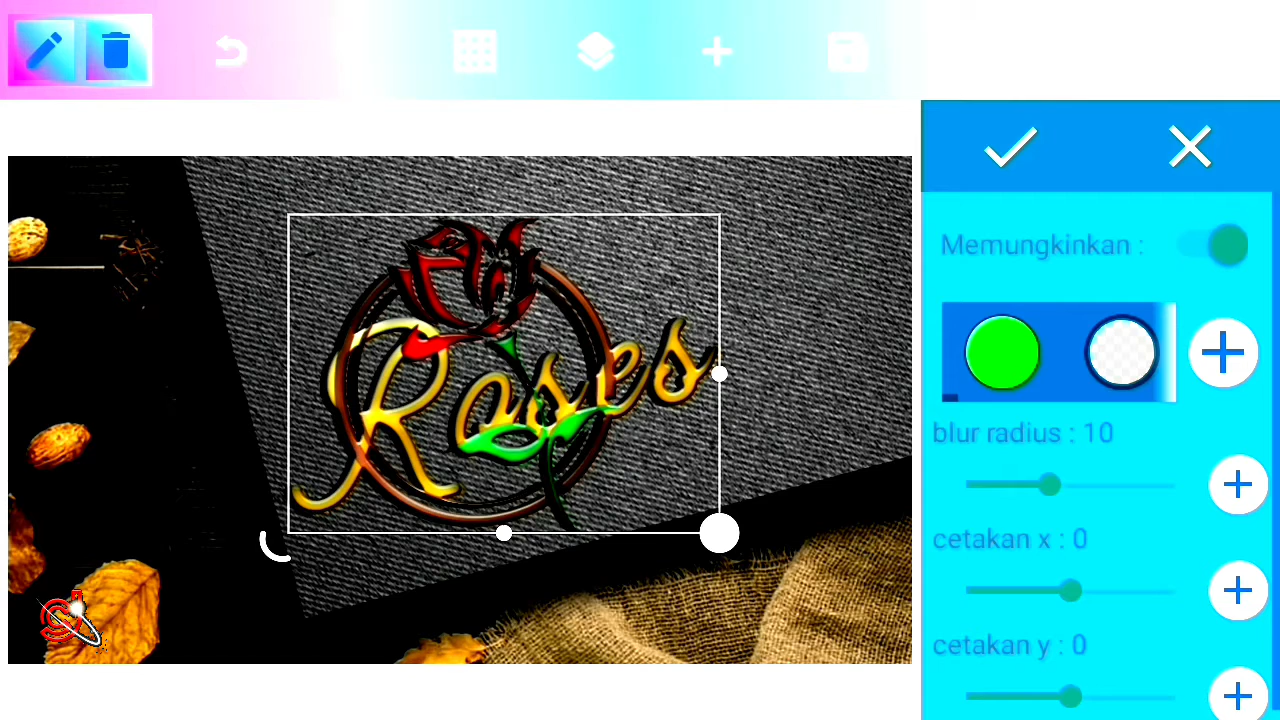 Memungkinkan :
Roses
blur radius : 10
cetakan x : 0
cetakan y : 0